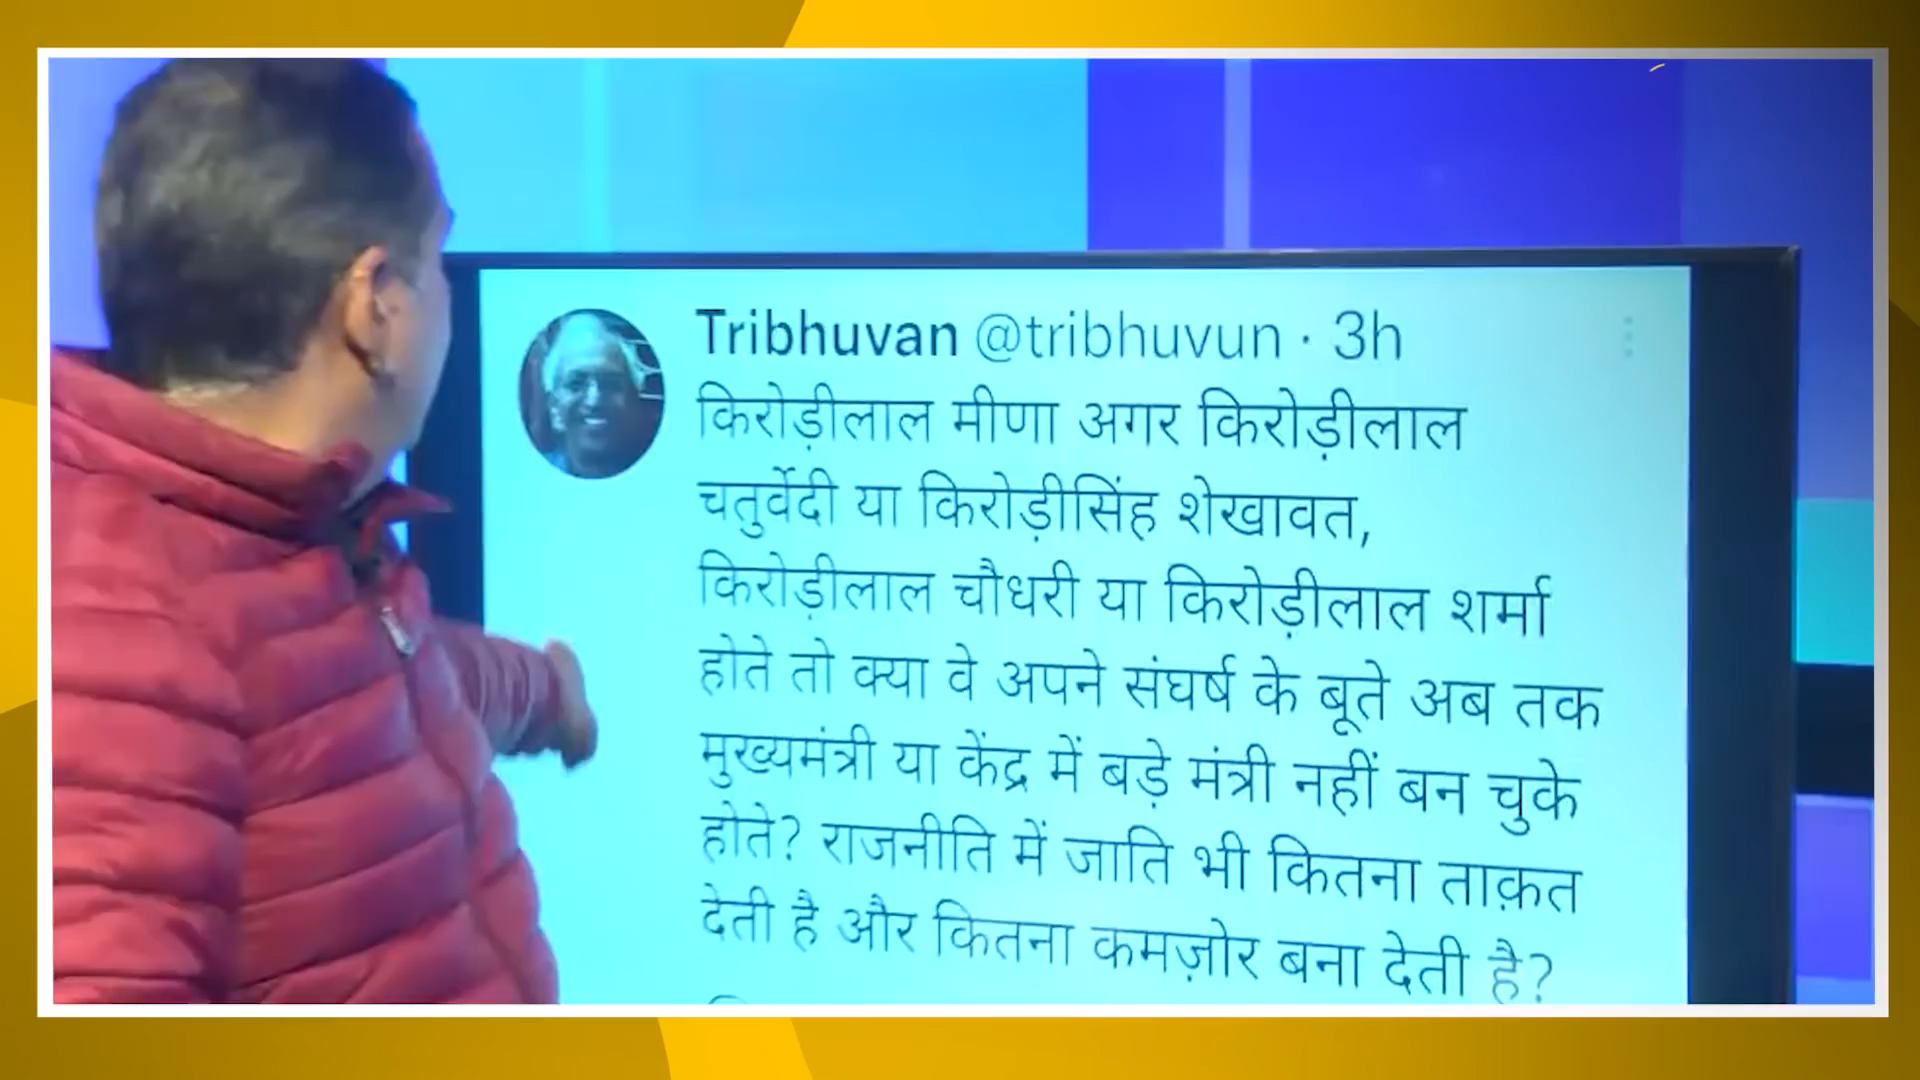 Tribhuvan @tribhuvun · 3h
किरोड़ीलाल मीणा अगर किरोड़ीलाल
चतुर्वेदी या किरोड़ीसिंह शेखावत,
किरोड़ीलाल चौधरी या किरोड़ीलाल शर्मा
होते तो क्या वे अपने संघर्ष के बूते अब तक
मुख्यमंत्री या केंद्र में बड़े मंत्री नहीं बन चुके
होते? राजनीति में जाति भी कितना ताक़त
देती है और कितना कमज़ोर बना देती है?